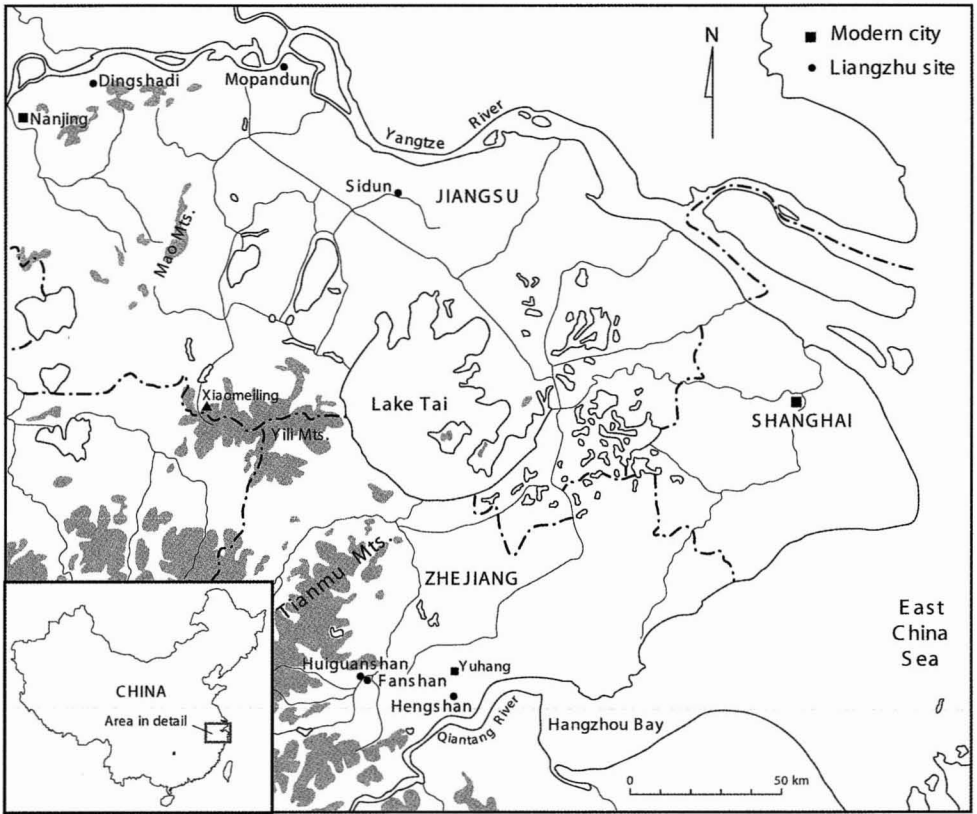 N
Modern city
Liangzhu site
Dingshadi
Mopandun
Nanjing
Yangtze River
Sidun
JIANGSU
Mao Mts.
Xiaomeiling
Lake Tai
Yili Mts.
SHANGHAI
Tianmu Mts.
ZHEJIANG
East
China
Sea
Huiguanshan
Fanshan
Yuhang
Hengshan
Qiantang River
Hangzhou Bay
CHINA
Area in detail
0
50 km